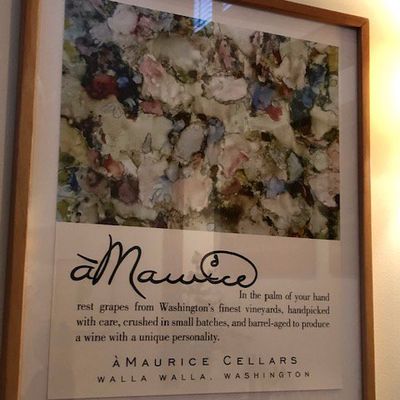 àMaurice
In the palm of your hand
rest grapes from Washington's finest vineyards, handpicked
with care, crushed in small batches, and barrel-aged to produce
a wine with a unique personality.
àMAURICE CELLARS
WALLA WALLA, WASHINGTON